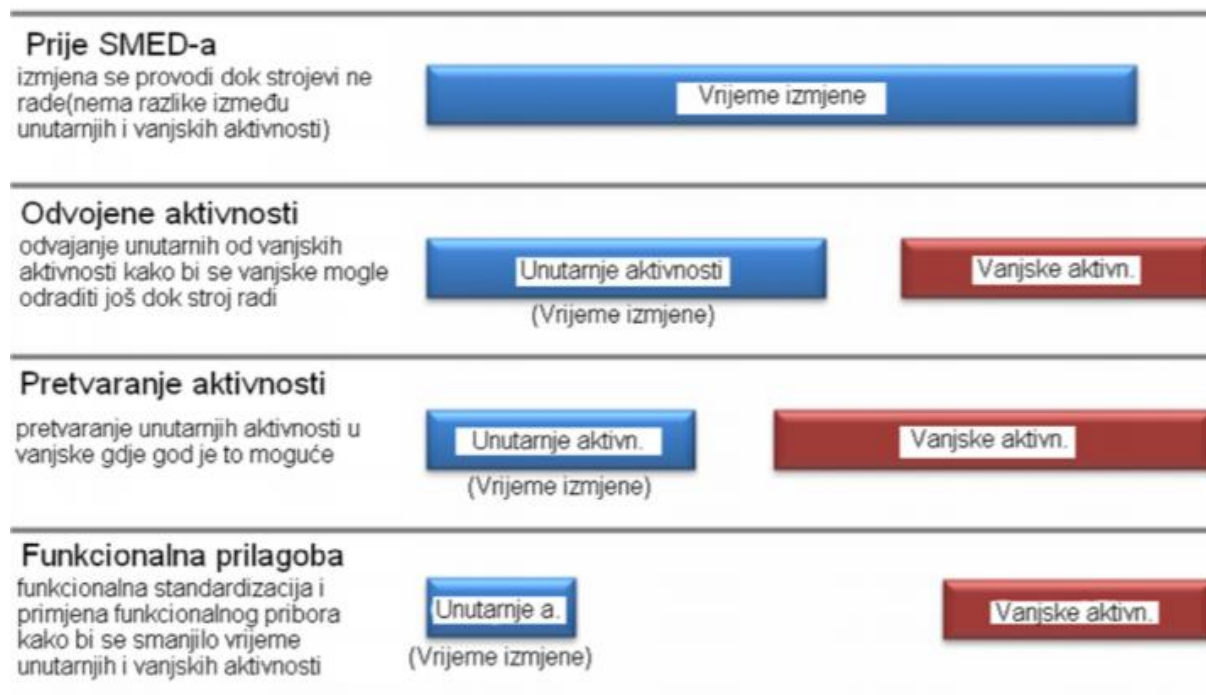 Prije SMED-a
izmjena se provodi dok strojevi ne
rade(nema razlike između
unutarnjih i vanjskih aktivnosti)
Vrijeme izmjene
Odvojene aktivnosti
odvajanje unutarnih od vanjskih
aktivnosti kako bi se vanjske mogle
odraditi još dok stroj radi
Unutarnje aktivnosti
(Vrijeme izmjene)
Vanjske aktivn.
Pretvaranje aktivnosti
pretvaranje unutarnjih aktivnosti u
vanjske gdje god je to moguće
Unutarnje aktivn.
(Vrijeme izmjene)
Vanjske aktivn.
Funkcionalna prilagoba
funkcionalna standardizacija i
primjena funkcionalnog pribora
kako bi se smanjilo vrijeme
unutarnjih i vanjskih aktivnosti
Unutarnje a.
(Vrijeme izmjene)
Vanjske aktivn.